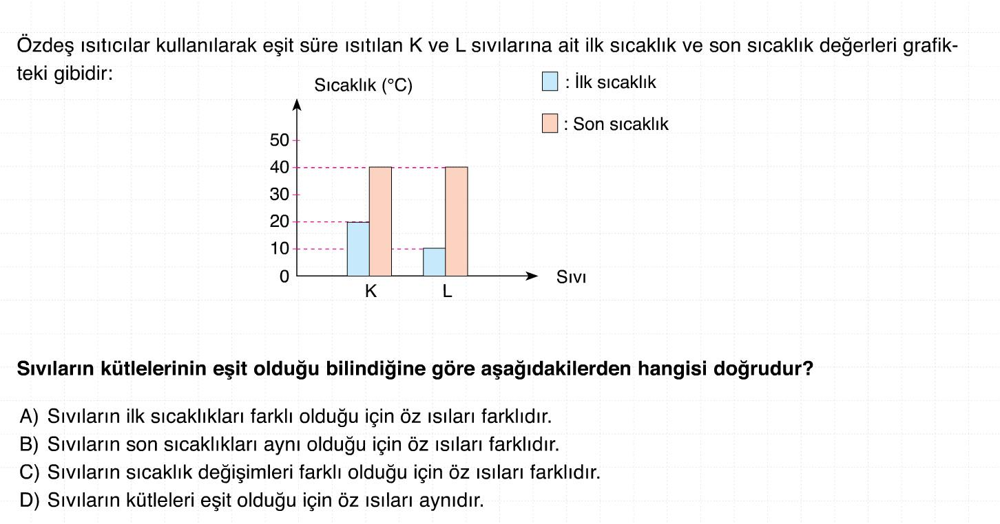 Özdeş ısıtıcılar kullanılarak eşit süre ısıtılan K ve L sıvılarına ait ilk sıcaklık ve son sıcaklık değerleri grafik-
teki gibidir:
Sıcaklık (°C)
: İlk sıcaklık
: Son sıcaklık
50
40
30
20
10
0
Sıvı
K L
Sıvıların kütlelerinin eşit olduğu bilindiğine göre aşağıdakilerden hangisi doğrudur?
A) Sıvıların ilk sıcaklıkları farklı olduğu için öz ısıları farklıdır.
B) Sıvıların son sıcaklıkları aynı olduğu için öz ısıları farklıdır.
C) Sıvıların sıcaklık değişimleri farklı olduğu için öz ısıları farklıdır.
D) Sıvıların kütleleri eşit olduğu için öz ısıları aynıdır.